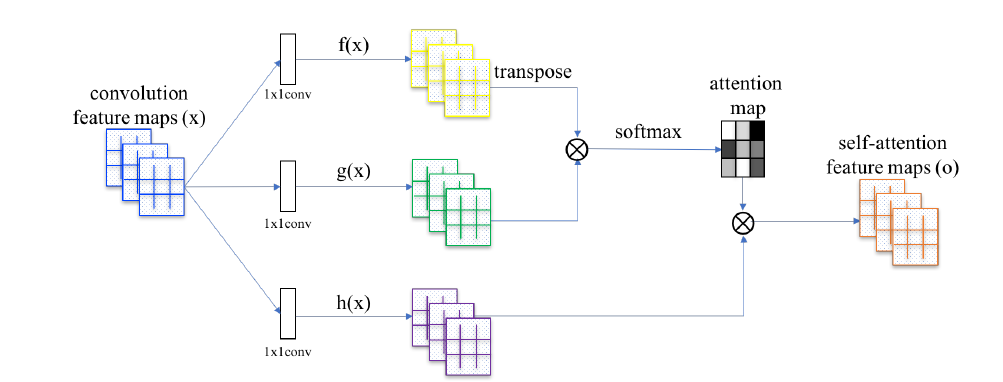 convolution
feature maps (x)
1x1conv
f(x)
transpose
1x1conv
g(x)
1x1conv
h(x)
softmax
attention
map
self-attention
feature maps (o)